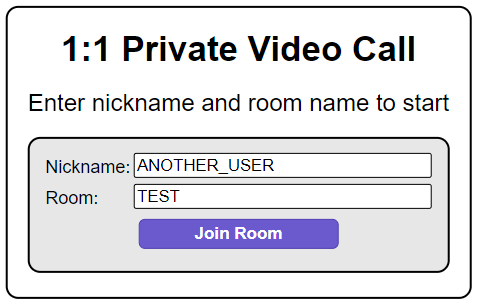 1:1 Private Video Call
Enter nickname and room name to start
Nickname: ANOTHER_USER
Room: TEST
Join Room